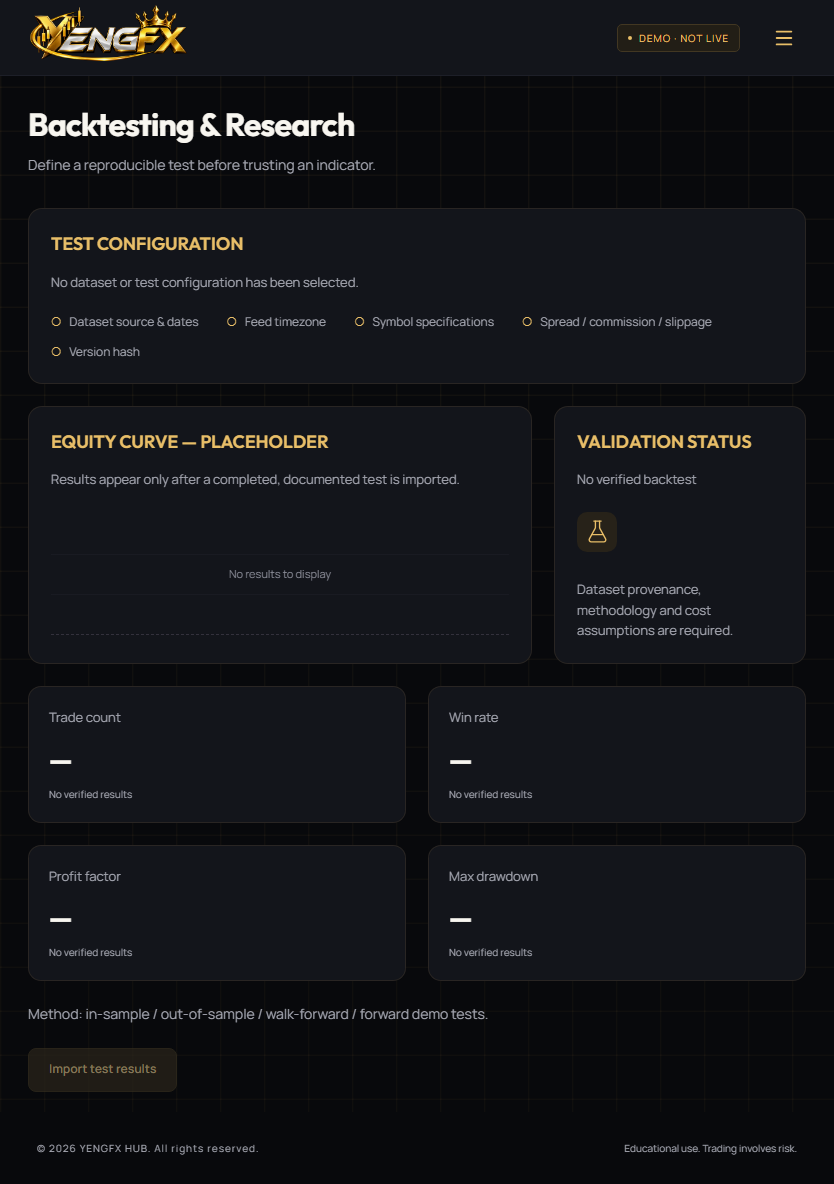 YENGFX
DEMO · NOT LIVE
Backtesting & Research
Define a reproducible test before trusting an indicator.
TEST CONFIGURATION
No dataset or test configuration has been selected.
Dataset source & dates
Feed timezone
Symbol specifications
Spread / commission / slippage
Version hash
EQUITY CURVE — PLACEHOLDER
Results appear only after a completed, documented test is imported.
No results to display
VALIDATION STATUS
No verified backtest
Dataset provenance,
methodology and cost
assumptions are required.
Trade count
—
No verified results
Win rate
—
No verified results
Profit factor
—
No verified results
Max drawdown
—
No verified results
Method: in-sample / out-of-sample / walk-forward / forward demo tests.
Import test results
© 2026 YENGFX HUB. All rights reserved.
Educational use. Trading involves risk.